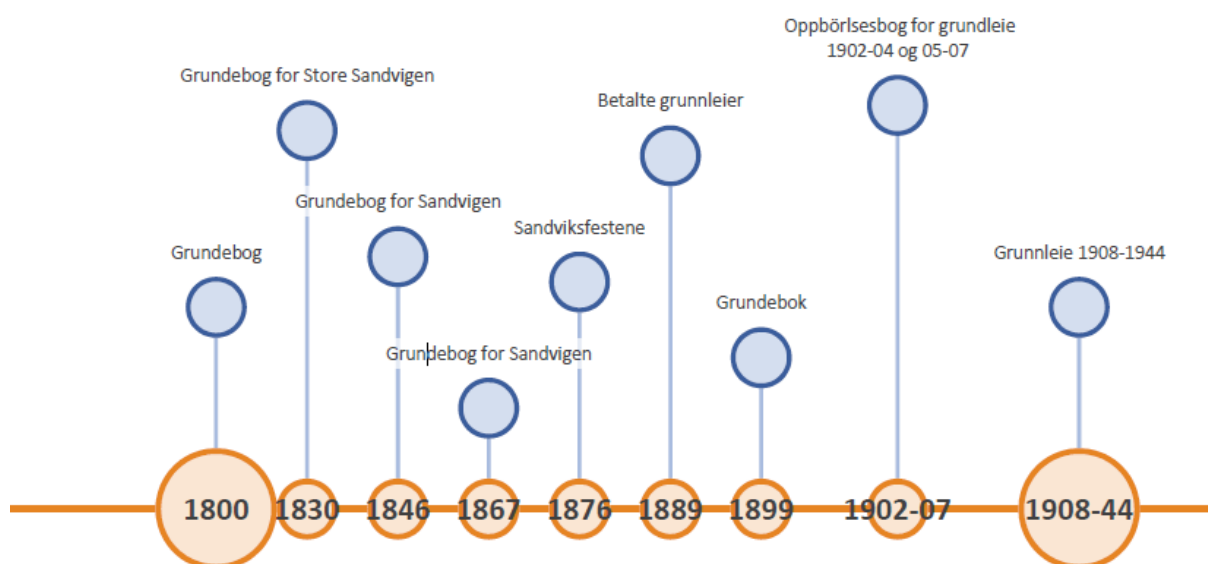 Oppbörlsesbog for grundleie
1902-04 og 05-07
Grundebog for Store Sandvigen
Betalte grunnleier
Grundebog for Sandvigen
Sandviksfestene
Grundebog
Grunnleie 1908-1944
Grundebok
Grundebog for Sandvigen
1800
1830
1846
1867
1876
1889
1899
1902-07
1908-44